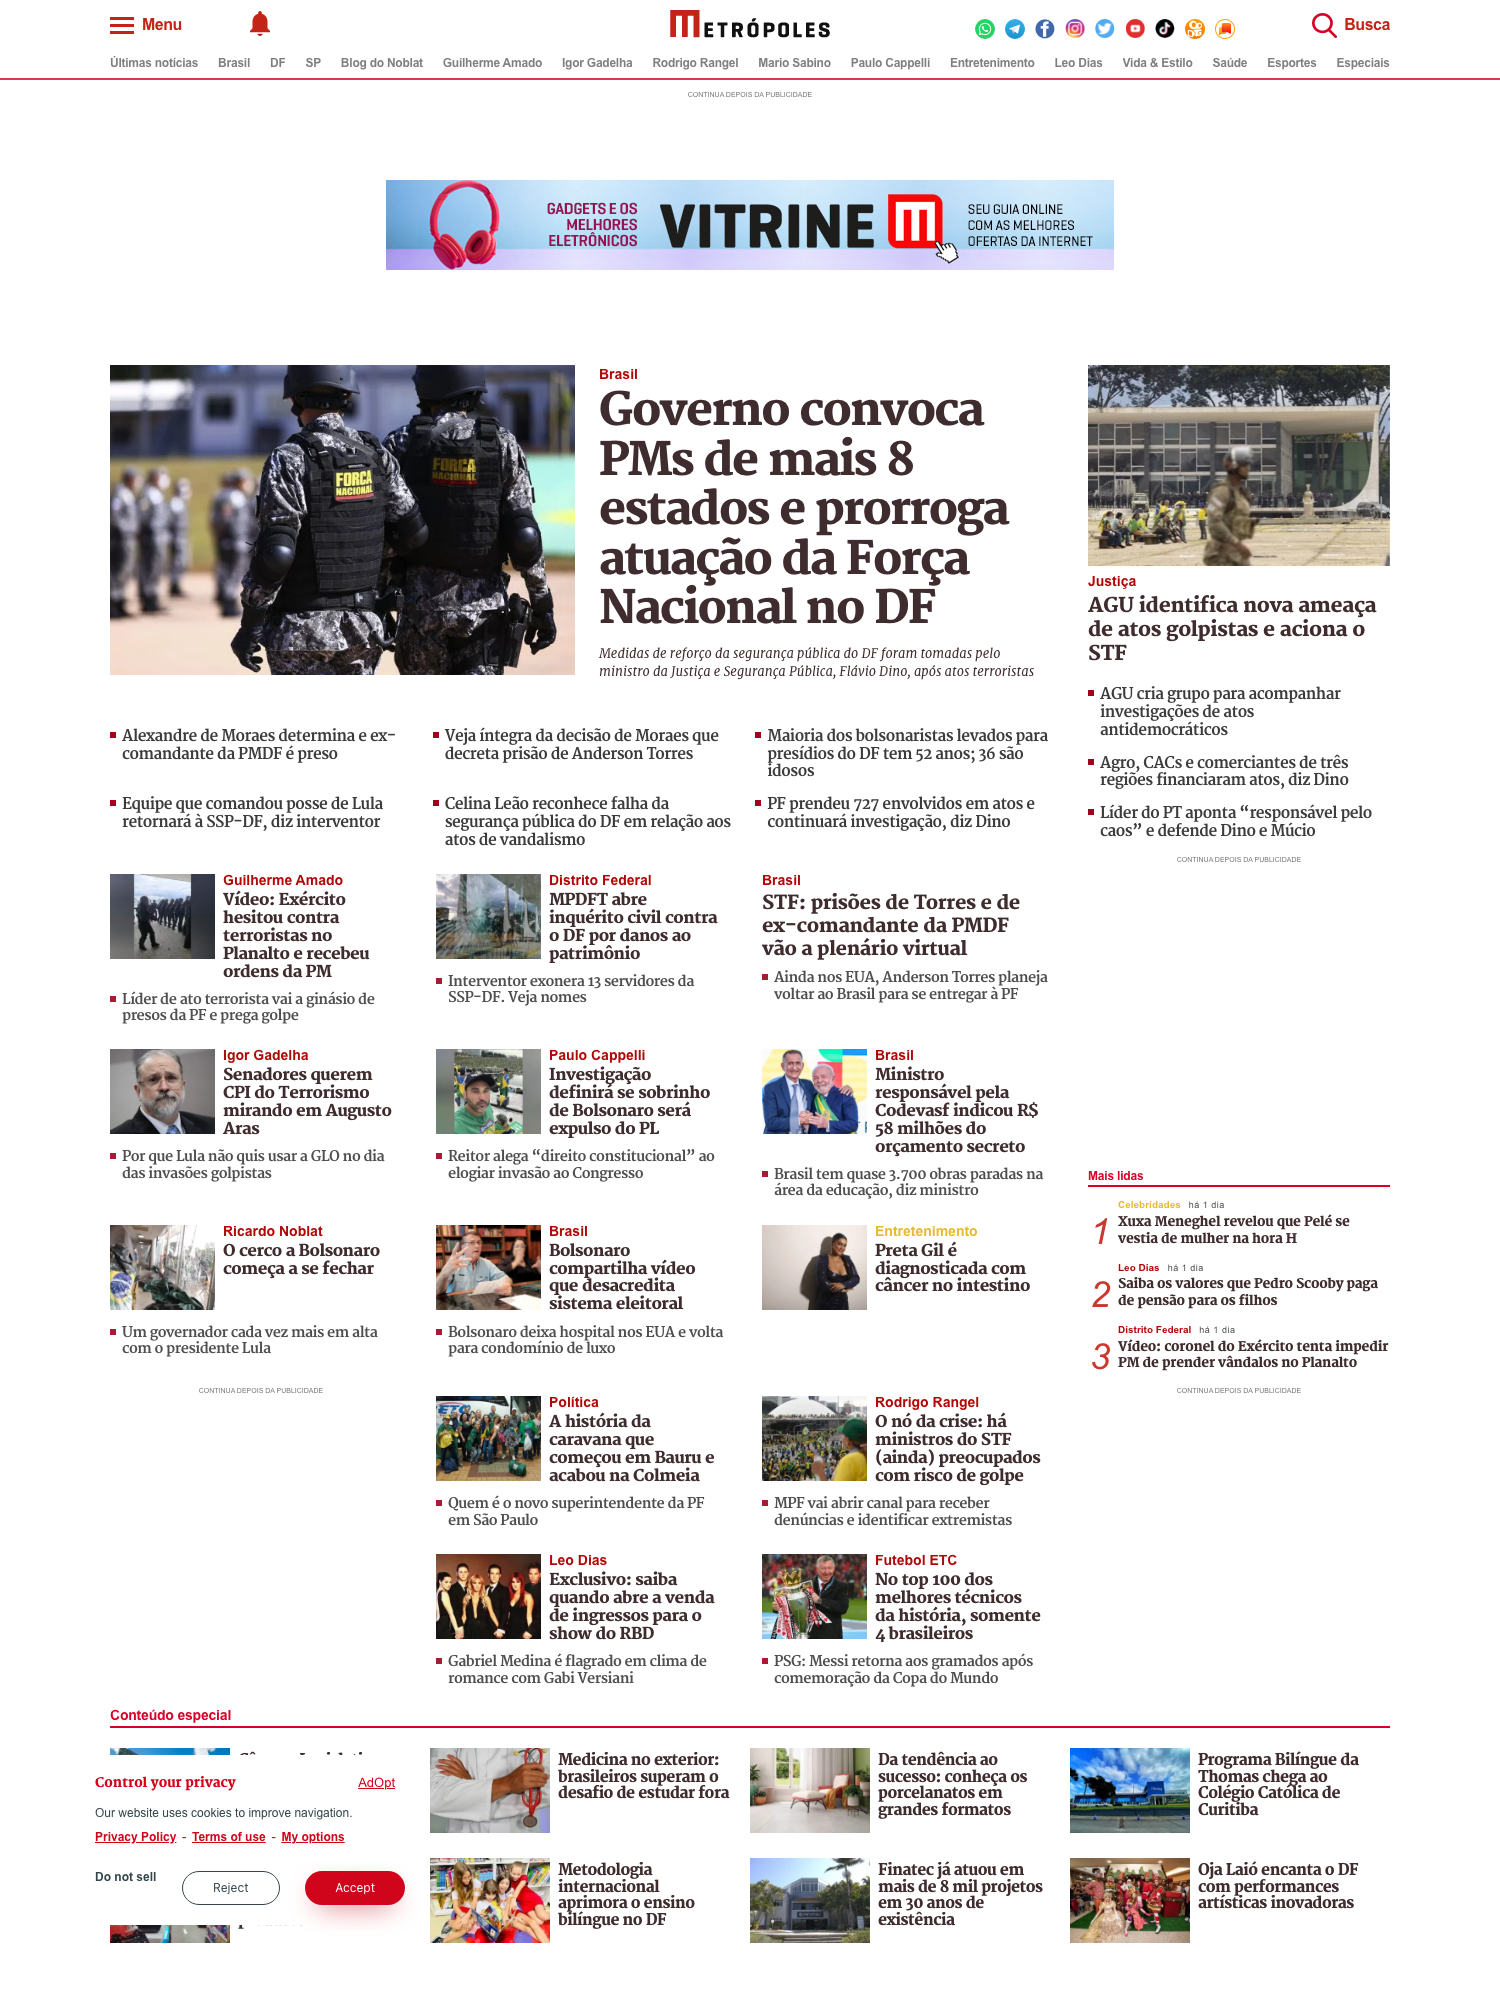 Menu
METRÓPOLES
Busca
Últimas notícias Brasil DF SP Blog do Noblat Guilherme Amado Igor Gadelha Rodrigo Rangel Mario Sabino Paulo Cappelli Entretenimento Leo Dias Vida & Estilo Saúde Esportes Especiais
CONTINUA DEPOIS DA PUBLICIDADE
GADGETS E OS
MELHORES
ELETRÔNICOS
VITRINE
SEU GUIA ONLINE
COM AS MELHORES
OFERTAS DA INTERNET
FORÇA
NACIONAL
FORÇA
NACIONAL
Brasil
Governo convoca
PMs de mais 8
estados e prorroga
atuação da Força
Nacional no DF
Medidas de reforço da segurança pública do DF foram tomadas pelo
ministro da Justiça e Segurança Pública, Flávio Dino, após atos terroristas
Justiça
AGU identifica nova ameaça
de atos golpistas e aciona o
STF
AGU cria grupo para acompanhar
investigações de atos
antidemocráticos
Agro, CACs e comerciantes de três
regiões financiaram atos, diz Dino
Líder do PT aponta “responsável pelo
caos” e defende Dino e Múcio
CONTINUA DEPOIS DA PUBLICIDADE
Alexandre de Moraes determina e ex-
comandante da PMDF é preso
Veja íntegra da decisão de Moraes que
decreta prisão de Anderson Torres
Maioria dos bolsonaristas levados para
presídios do DF tem 52 anos; 36 são
idosos
Equipe que comandou posse de Lula
retornará à SSP-DF, diz interventor
Celina Leão reconhece falha da
segurança pública do DF em relação aos
atos de vandalismo
PF prendeu 727 envolvidos em atos e
continuará investigação, diz Dino
Guilherme Amado
Vídeo: Exército
hesitou contra
terroristas no
Planalto e recebeu
ordens da PM
Líder de ato terrorista vai a ginásio de
presos da PF e prega golpe
Distrito Federal
MPDFT abre
inquérito civil contra
o DF por danos ao
patrimônio
Interventor exonera 13 servidores da
SSP-DF. Veja nomes
Brasil
STF: prisões de Torres e de
ex-comandante da PMDF
vão a plenário virtual
Ainda nos EUA, Anderson Torres planeja
voltar ao Brasil para se entregar à PF
Igor Gadelha
Senadores querem
CPI do Terrorismo
mirando em Augusto
Aras
Por que Lula não quis usar a GLO no dia
das invasões golpistas
Paulo Cappelli
Investigação
definirá se sobrinho
de Bolsonaro será
expulso do PL
Reitor alega “direito constitucional” ao
elogiar invasão ao Congresso
Brasil
Ministro
responsável pela
Codevasf indicou R$
58 milhões do
orçamento secreto
Brasil tem quase 3.700 obras paradas na
área da educação, diz ministro
Ricardo Noblat
O cerco a Bolsonaro
começa a se fechar
Um governador cada vez mais em alta
com o presidente Lula
Brasil
Bolsonaro
compartilha vídeo
que desacredita
sistema eleitoral
Bolsonaro deixa hospital nos EUA e volta
para condomínio de luxo
Entretenimento
Preta Gil é
diagnosticada com
câncer no intestino
Mais lidas
Celebridades há 1 dia
1 Xuxa Meneghel revelou que Pelé se
vestia de mulher na hora H
Leo Dias há 1 dia
2 Saiba os valores que Pedro Scooby paga
de pensão para os filhos
Distrito Federal há 1 dia
3 Vídeo: coronel do Exército tenta impedir
PM de prender vândalos no Planalto
CONTINUA DEPOIS DA PUBLICIDADE
CONTINUA DEPOIS DA PUBLICIDADE
Política
A história da
caravana que
começou em Bauru e
acabou na Colmeia
Quem é o novo superintendente da PF
em São Paulo
Rodrigo Rangel
O nó da crise: há
ministros do STF
(ainda) preocupados
com risco de golpe
MPF vai abrir canal para receber
denúncias e identificar extremistas
Leo Dias
Exclusivo: saiba
quando abre a venda
de ingressos para o
show do RBD
Gabriel Medina é flagrado em clima de
romance com Gabi Versiani
Futebol ETC
No top 100 dos
melhores técnicos
da história, somente
4 brasileiros
PSG: Messi retorna aos gramados após
comemoração da Copa do Mundo
Conteúdo especial
Medicina no exterior:
brasileiros superam o
desafio de estudar fora
Da tendência ao
sucesso: conheça os
porcelanatos em
grandes formatos
Programa Bilíngue da
Thomas chega ao
Colégio Católica de
Curitiba
Control your privacy
AdOpt
Our website uses cookies to improve navigation.
Privacy Policy - Terms of use - My options
Do not sell
Reject
Accept
Metodologia
internacional
aprimora o ensino
bilíngue no DF
Finatec já atuou em
mais de 8 mil projetos
em 30 anos de
existência
Oja Laió encanta o DF
com performances
artísticas inovadoras